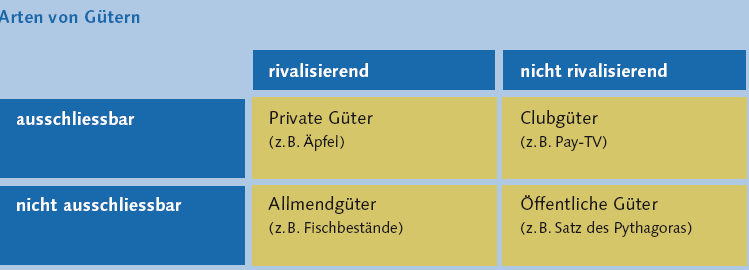 Arten von Gütern
rivalisierend
nicht rivalisierend
ausschliessbar
Private Güter
(z.B. Äpfel)
Clubgüter
(z.B. Pay-TV)
nicht ausschliessbar
Allmendgüter
(z.B. Fischbestände)
Öffentliche Güter
(z.B. Satz des Pythagoras)